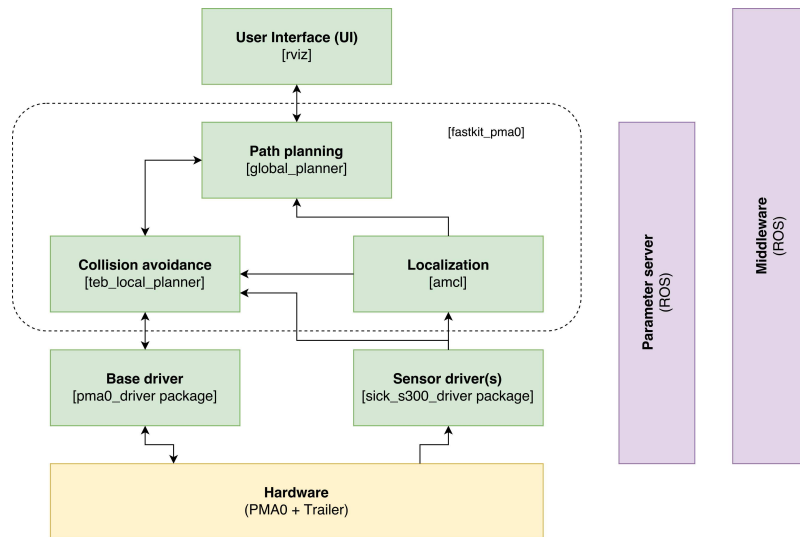 User Interface (UI)
[rviz]
[fastkit_pma0]
Path planning
[global_planner]
Collision avoidance
[teb_local_planner]
Localization
[amcl]
Base driver
[pma0_driver package]
Sensor driver(s)
[sick_s300_driver package]
Hardware
(PMA0 + Trailer)
Parameter server
(ROS)
Middleware
(ROS)